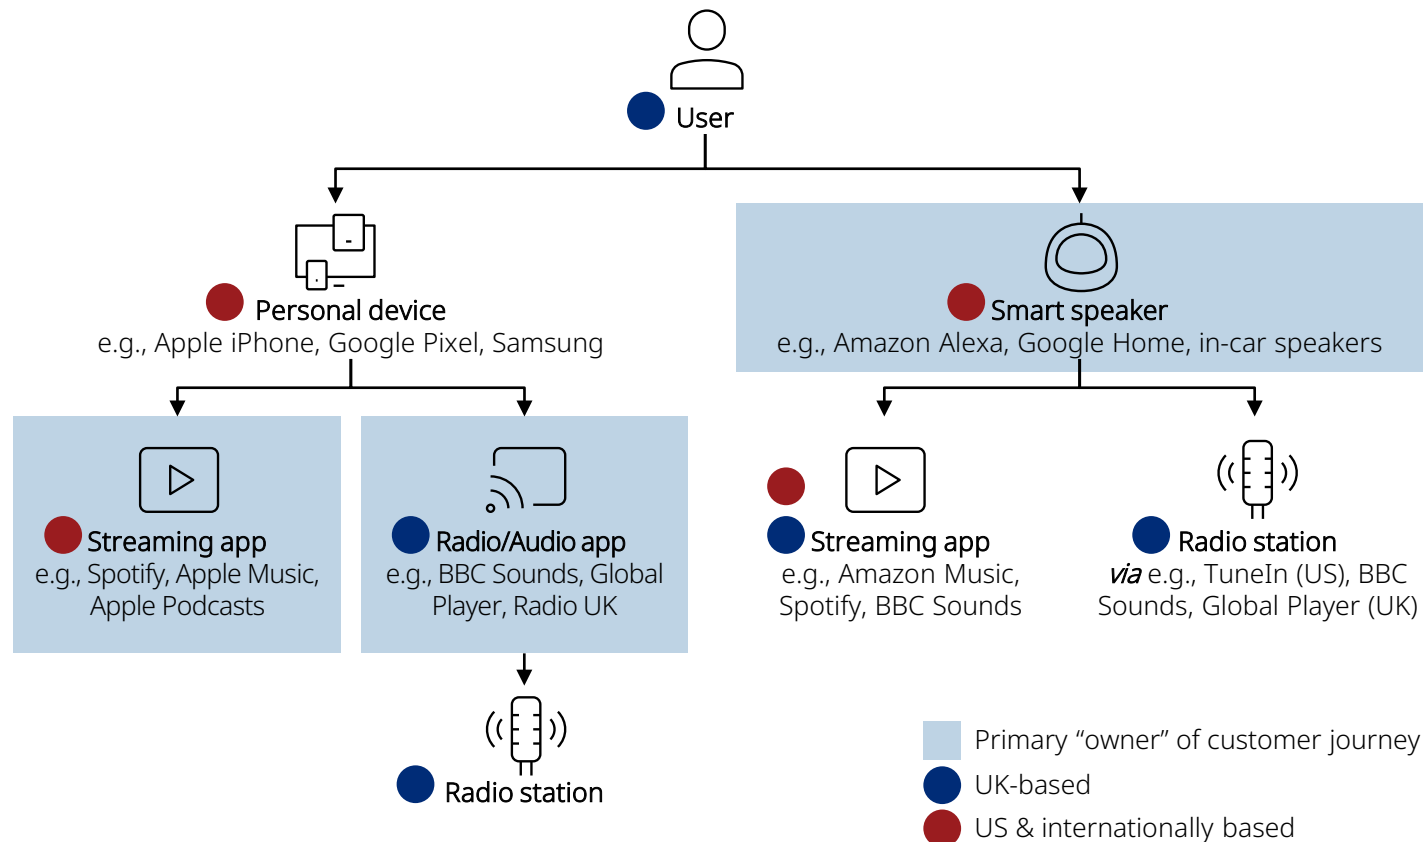 User
Personal device
e.g., Apple iPhone, Google Pixel, Samsung
Smart speaker
e.g., Amazon Alexa, Google Home, in-car speakers
Streaming app
e.g., Spotify, Apple Music,
Apple Podcasts
Radio/Audio app
e.g., BBC Sounds, Global
Player, Radio UK
Streaming app
e.g., Amazon Music,
Spotify, BBC Sounds
Radio station
via e.g., TuneIn (US), BBC
Sounds, Global Player (UK)
Radio station
Primary “owner” of customer journey
UK-based
US & internationally based